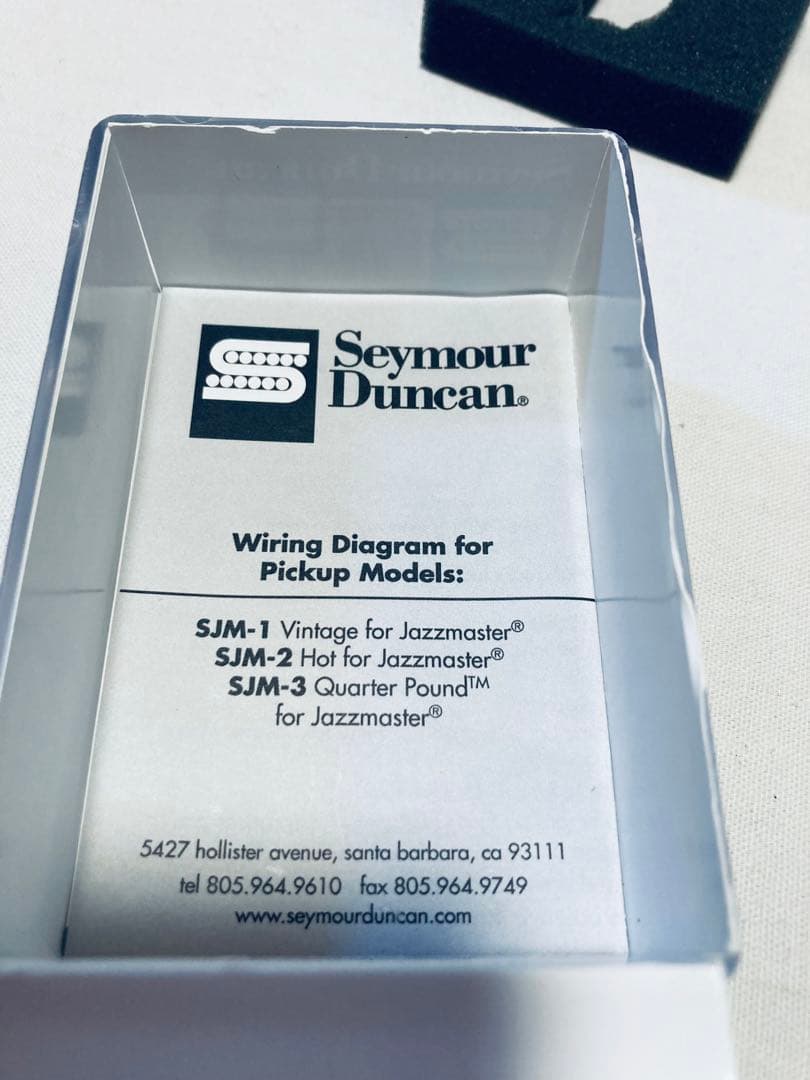 Seymour
Duncan®
Wiring Diagram for
Pickup Models:
SJM-1 Vintage for Jazzmaster®
SJM-2 Hot for Jazzmaster®
SJM-3 Quarter Pound™
for Jazzmaster®
5427 hollister avenue, santa barbara, ca 93111
tel 805.964.9610 fax 805.964.9749
www.seymourduncan.com